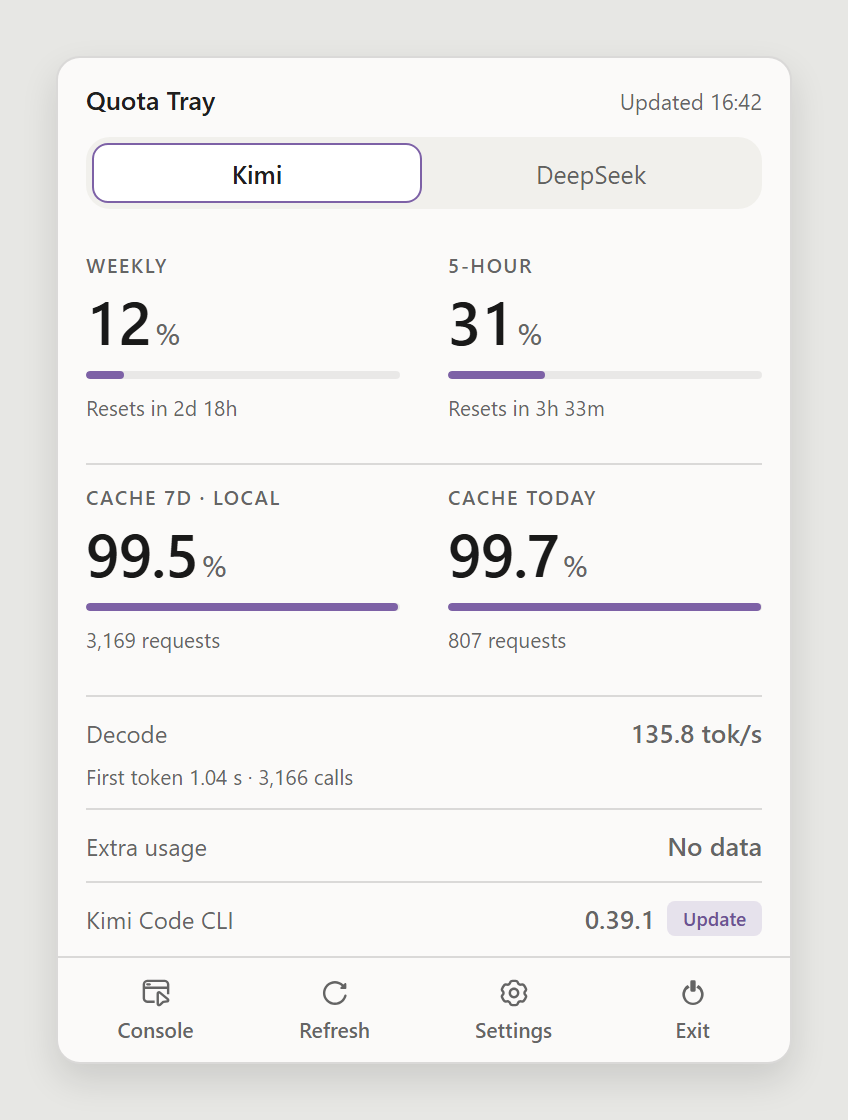 Quota Tray
Updated 16:42
Kimi
DeepSeek
WEEKLY
12%
Resets in 2d 18h
5-HOUR
31%
Resets in 3h 33m
CACHE 7D · LOCAL
99.5%
3,169 requests
CACHE TODAY
99.7%
807 requests
Decode
135.8 tok/s
First token 1.04 s · 3,166 calls
Extra usage
No data
Kimi Code CLI
0.39.1
Update
Console
Refresh
Settings
Exit